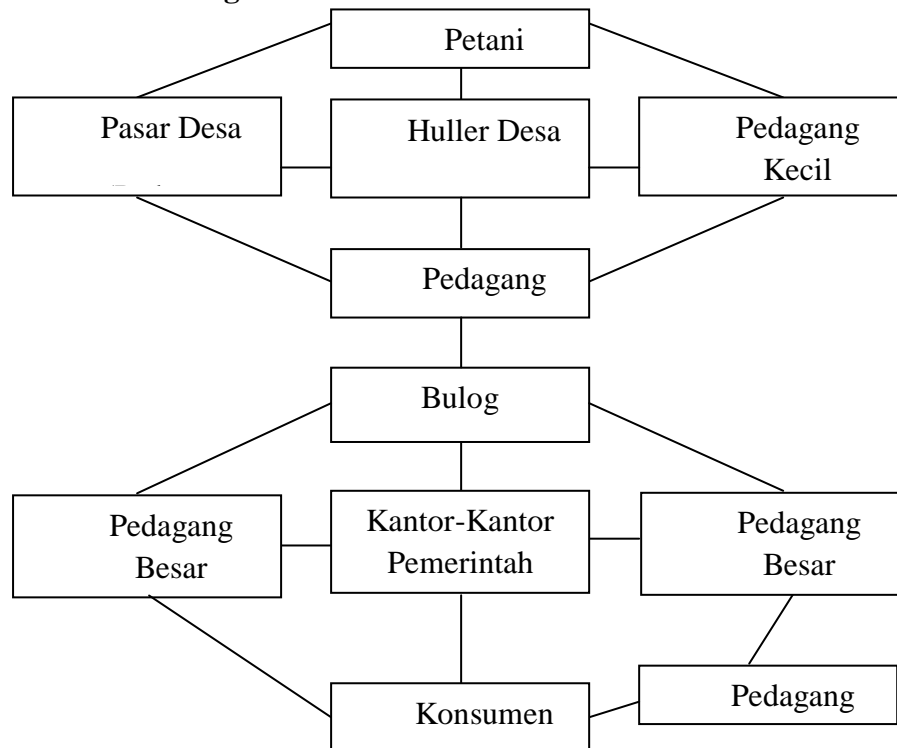 Petani
Pasar Desa
Huller Desa
Pedagang
Kecil
Pedagang
Bulog
Pedagang
Besar
Kantor-Kantor
Pemerintah
Pedagang
Besar
Pedagang
Konsumen